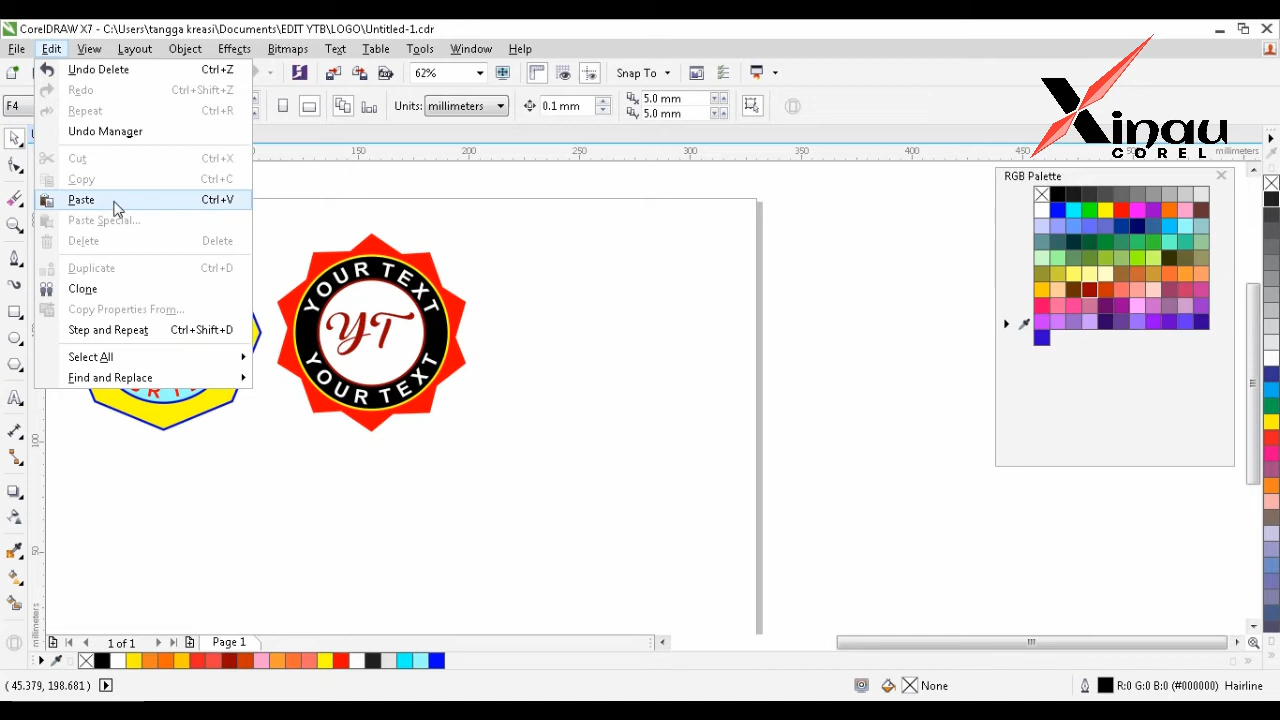 CorelDRAW X7 - C:\Users\tangga kreasi\Documents\EDIT YTB\LOGO\Untitled-1.cdr
File Edit View Layout Object Effects Bitmaps Text Table Tools Window Help
62% Snap To
F4 Units: millimeters 0.1 mm 5.0 mm
5.0 mm
Undo Delete Ctrl+Z
Redo Ctrl+Shift+Z
Repeat Ctrl+R
Undo Manager
Cut Ctrl+X
Copy Ctrl+C
Paste Ctrl+V
Paste Special...
Delete Delete
Duplicate Ctrl+D
Clone
Copy Properties From...
Step and Repeat Ctrl+Shift+D
Select All
Find and Replace
150 200 250 300 350 400 millimeters
100
50
millimeters
Xinau
COREL
RGB Palette
YOUR TEXT
YT
YOUR TEXT
1 of 1 Page 1
( 45.379, 198.681 ) None R:0 G:0 B:0 (#000000) Hairline